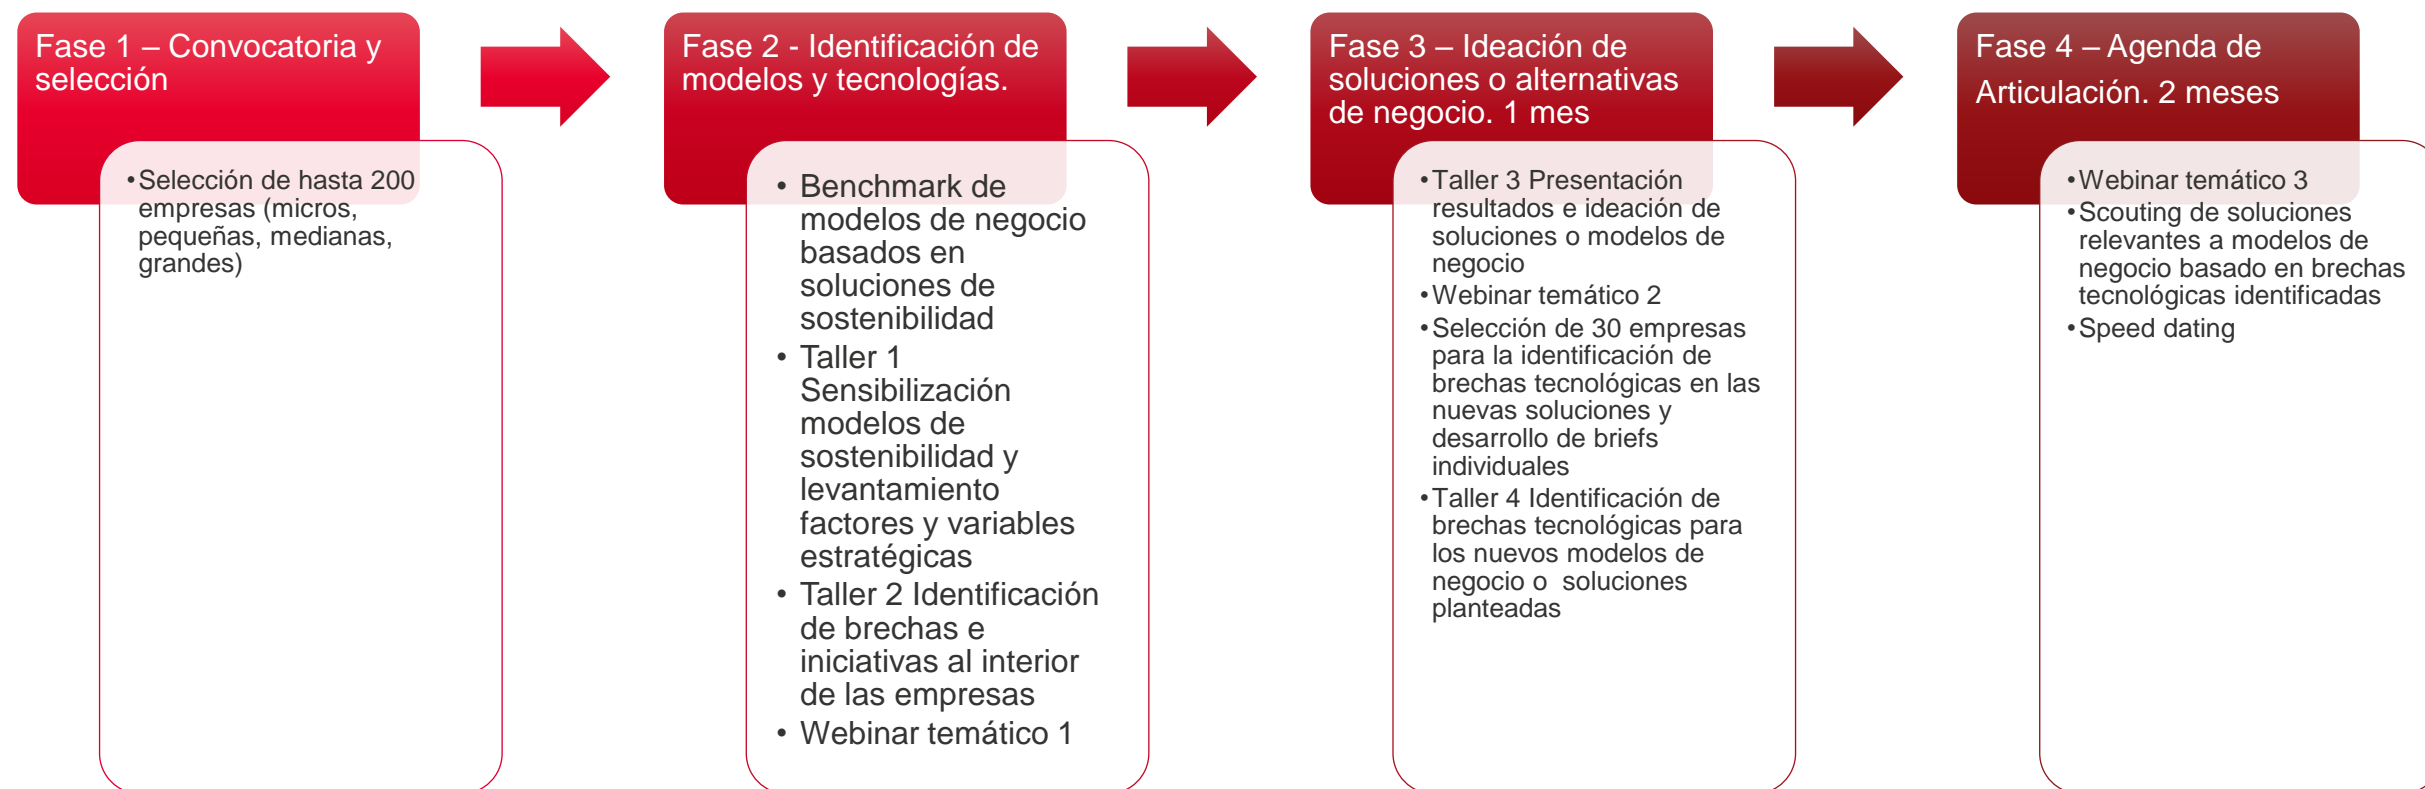 Fase 1 – Convocatoria y
selección
•Selección de hasta 200
empresas (micros,
pequeñas, medianas,
grandes)
Fase 2 - Identificación de
modelos y tecnologías.
• Benchmark de
modelos de negocio
basados en
soluciones de
sostenibilidad
• Taller 1
Sensibilización
modelos de
sostenibilidad y
levantamiento
factores y variables
estratégicas
• Taller 2 Identificación
de brechas e
iniciativas al interior
de las empresas
• Webinar temático 1
Fase 3 – Ideación de
soluciones o alternativas
de negocio. 1 mes
•Taller 3 Presentación
resultados e ideación de
soluciones o modelos de
negocio
•Webinar temático 2
•Selección de 30 empresas
para la identificación de
brechas tecnológicas en las
nuevas soluciones y
desarrollo de briefs
individuales
•Taller 4 Identificación de
brechas tecnológicas para
los nuevos modelos de
negocio o  soluciones
planteadas
Fase 4 – Agenda de
Articulación. 2 meses
•Webinar temático 3
•Scouting de soluciones
relevantes a modelos de
negocio basado en brechas
tecnológicas identificadas
•Speed dating